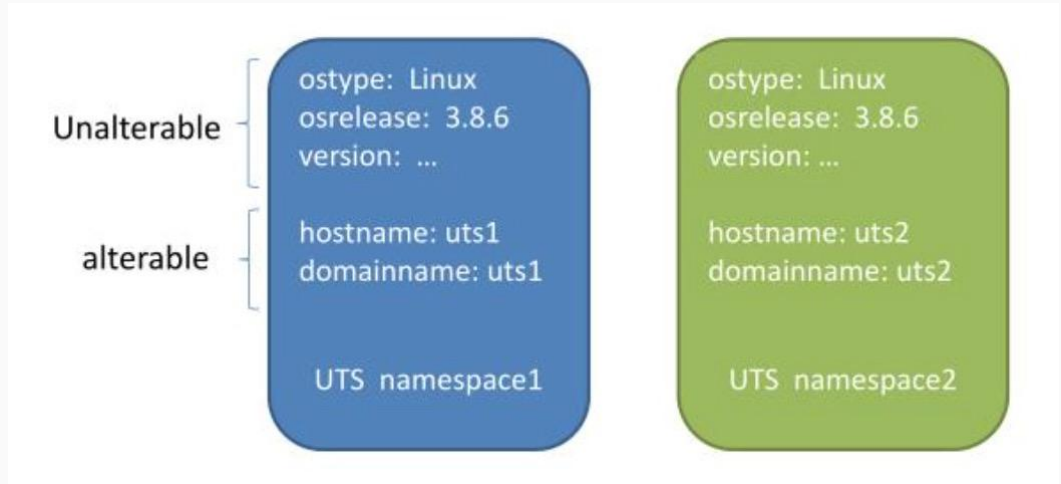 Unalterable
alterable
ostype: Linux
osrelease: 3.8.6
version: ...
hostname: uts1
domainname: uts1
UTS namespace1
ostype: Linux
osrelease: 3.8.6
version: ...
hostname: uts2
domainname: uts2
UTS namespace2